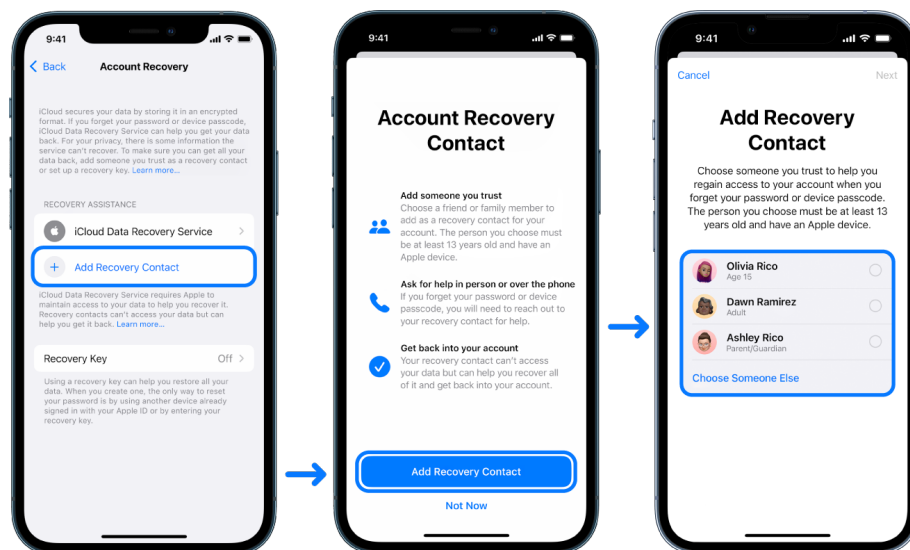 9:41
Back
Account Recovery
iCloud secures your data by storing it in an encrypted
format. If you forget your password or device passcode,
iCloud Data Recovery Service can help you get your data
back. For your privacy, there is some information the
service can't recover. To make sure you can get all your
data back, add someone you trust as a recovery contact
or set up a recovery key. Learn more...
RECOVERY ASSISTANCE
iCloud Data Recovery Service
Add Recovery Contact
iCloud Data Recovery Service requires Apple to
maintain access to your data to help you recover it.
Recovery contacts can't access your data but can
help you get it back. Learn more...
Recovery Key Off
Using a recovery key can help you restore all your
data. When you create one, the only way to reset
your password is by using another device already
signed in with your Apple ID or by entering your
recovery key.
9:41
Account Recovery
Contact
Add someone you trust
Choose a friend or family member to
add as a recovery contact for your
account. The person you choose must
be at least 13 years old and have an
Apple device.
Ask for help in person or over the phone
If you forget your password or device
passcode, you will need to reach out to
your recovery contact for help.
Get back into your account
Your recovery contact can't access
your data but can help you recover all
of it and get back into your account.
Add Recovery Contact
Not Now
9:41
Cancel Next
Add Recovery
Contact
Choose someone you trust to help you
regain access to your account when you
forget your password or device passcode.
The person you choose must be at least 13
years old and have an Apple device.
Olivia Rico
Age 15
Dawn Ramirez
Adult
Ashley Rico
Parent/Guardian
Choose Someone Else